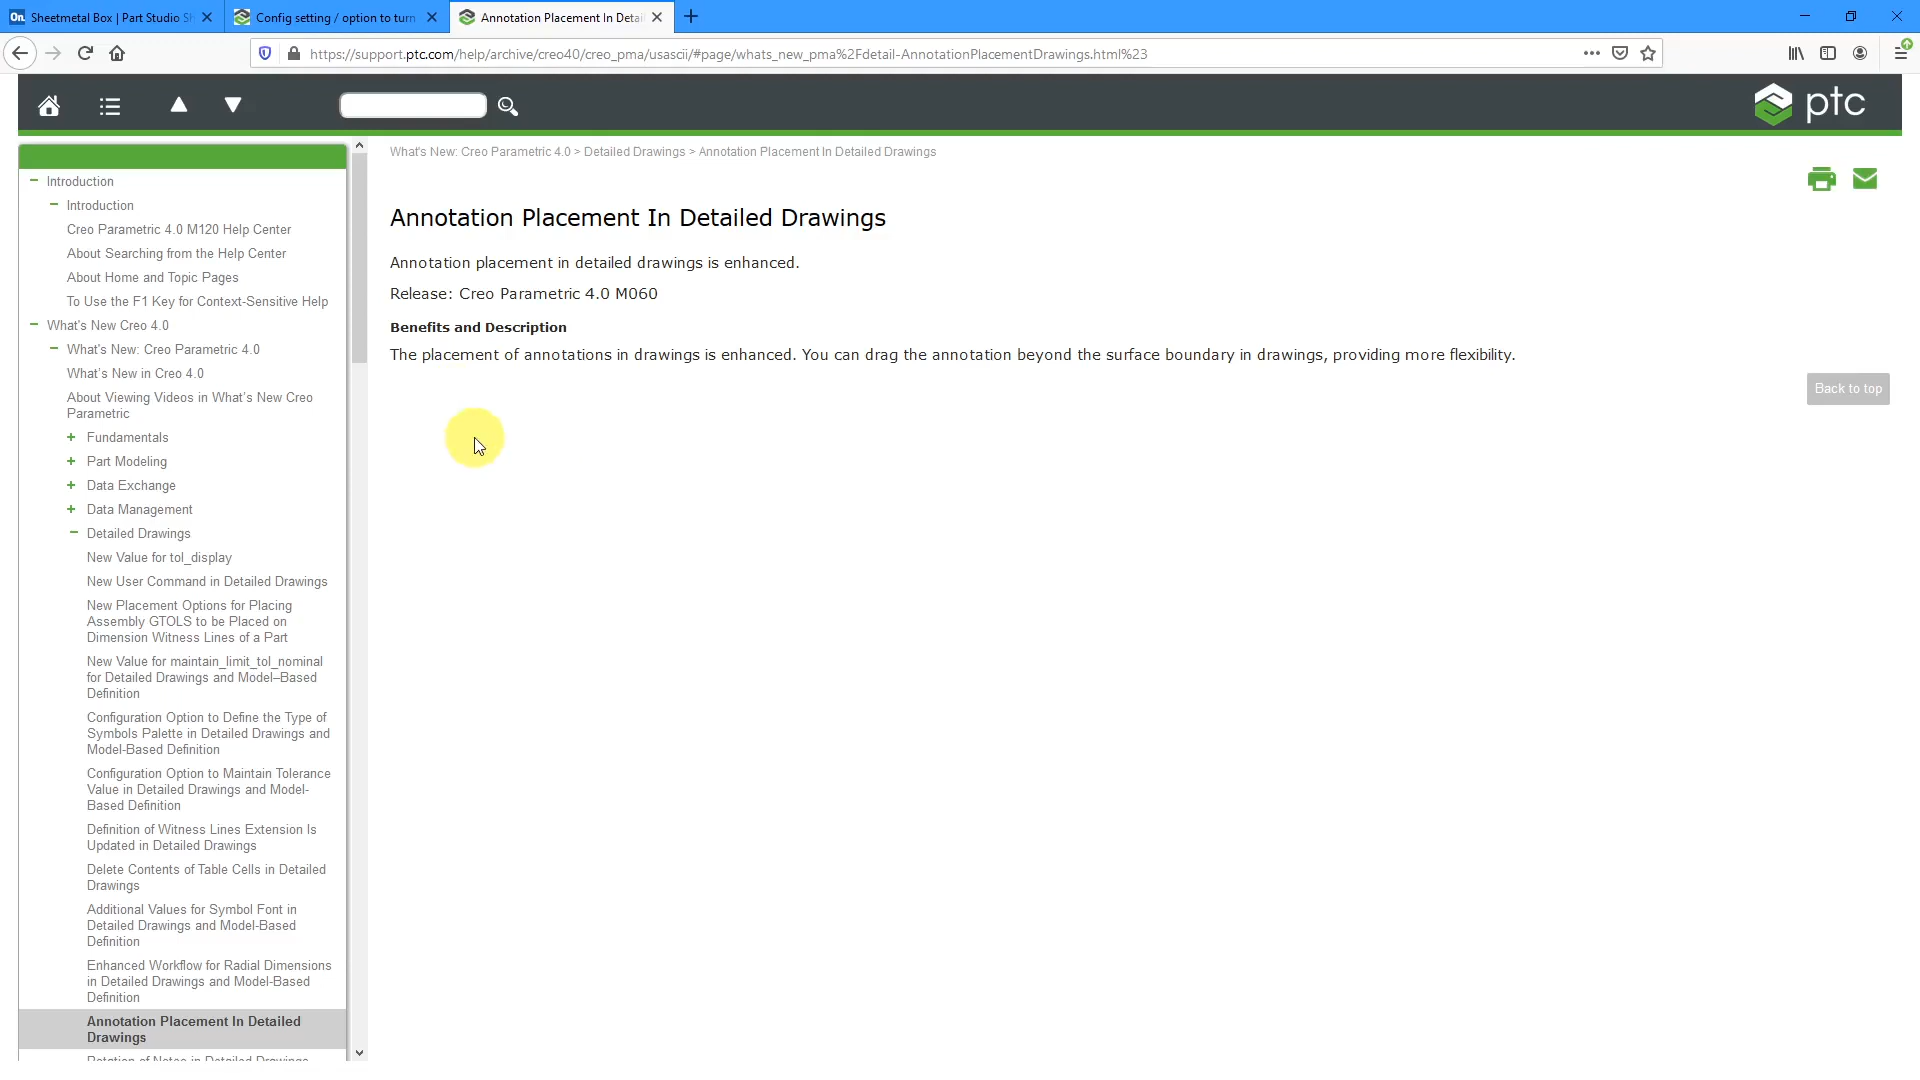 Sheetmetal Box | Part Studio
Config setting / option to turn
Annotation Placement In Detai
https://support.ptc.com/help/archive/creo40/creo_pma/usascii/#page/whats_new_pma%2Fdetail-AnnotationPlacementDrawings.html%23
ptc
What's New: Creo Parametric 4.0 > Detailed Drawings > Annotation Placement In Detailed Drawings
Introduction
Introduction
Creo Parametric 4.0 M120 Help Center
About Searching from the Help Center
About Home and Topic Pages
To Use the F1 Key for Context-Sensitive Help
What's New Creo 4.0
What's New: Creo Parametric 4.0
What's New in Creo 4.0
About Viewing Videos in What's New Creo
Parametric
Fundamentals
Part Modeling
Data Exchange
Data Management
Detailed Drawings
New Value for tol_display
New User Command in Detailed Drawings
New Placement Options for Placing
Assembly GTOLS to be Placed on
Dimension Witness Lines of a Part
New Value for maintain_limit_tol_nominal
for Detailed Drawings and Model–Based
Definition
Configuration Option to Define the Type of
Symbols Palette in Detailed Drawings and
Model-Based Definition
Configuration Option to Maintain Tolerance
Value in Detailed Drawings and Model-
Based Definition
Definition of Witness Lines Extension Is
Updated in Detailed Drawings
Delete Contents of Table Cells in Detailed
Drawings
Additional Values for Symbol Font in
Detailed Drawings and Model-Based
Definition
Enhanced Workflow for Radial Dimensions
in Detailed Drawings and Model-Based
Definition
Annotation Placement In Detailed
Drawings
Rotation of Notes in Detailed Drawings
Annotation Placement In Detailed Drawings
Annotation placement in detailed drawings is enhanced.
Release: Creo Parametric 4.0 M060
Benefits and Description
The placement of annotations in drawings is enhanced. You can drag the annotation beyond the surface boundary in drawings, providing more flexibility.
Back to top